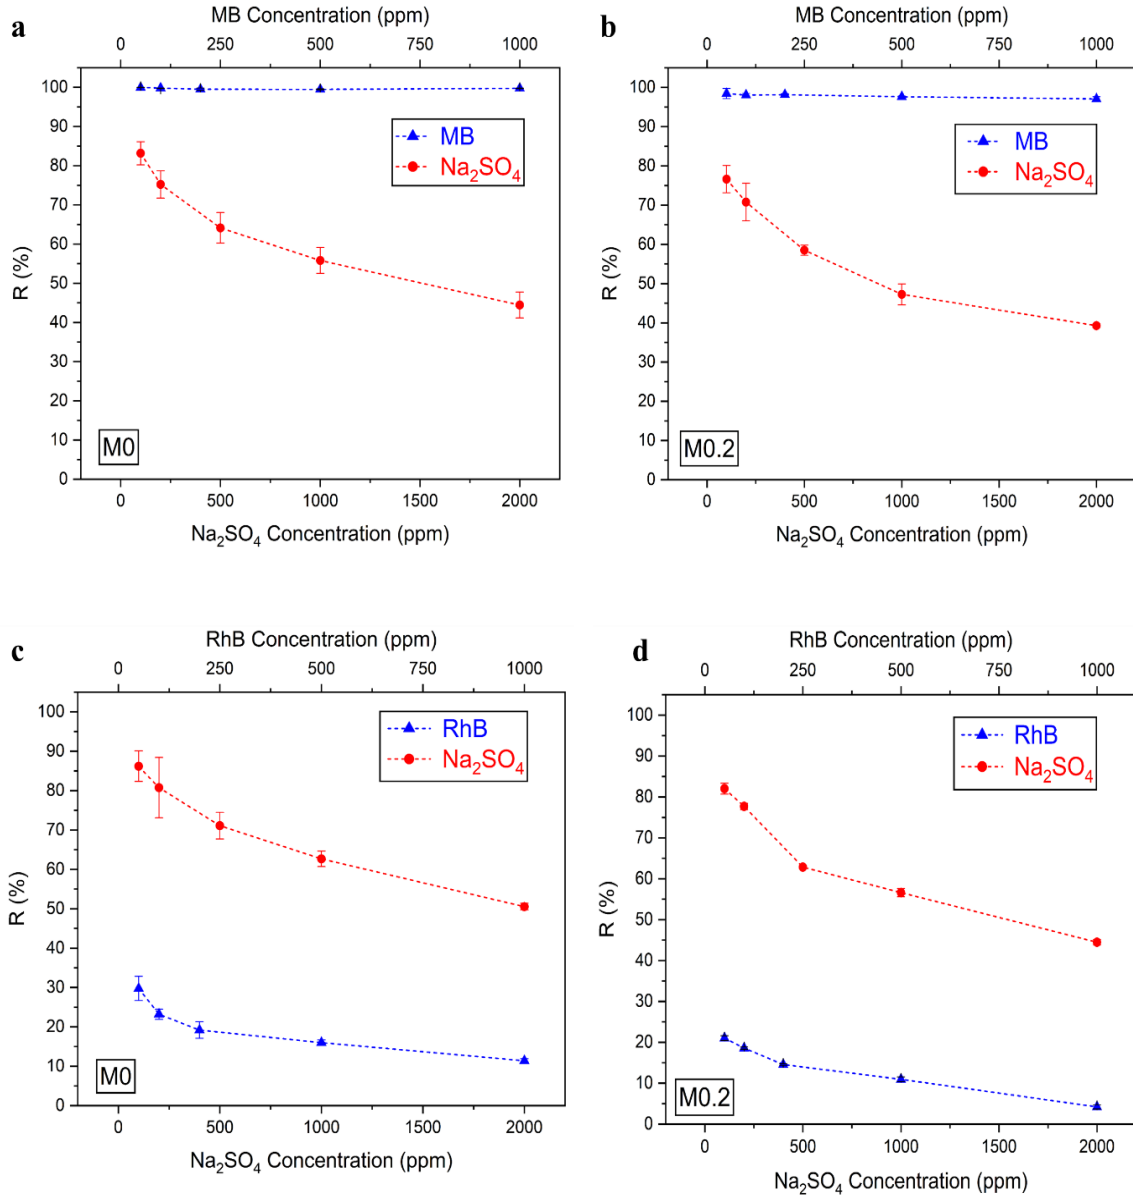 a
MB Concentration (ppm)
0 250 500 750 1000
100
90
80
70
60
50
40
30
20
10
0
R (%)
MB
Na₂SO₄
M0
0 500 1000 1500 2000
Na₂SO₄ Concentration (ppm)
b
MB Concentration (ppm)
0 250 500 750 1000
100
90
80
70
60
50
40
30
20
10
0
R (%)
MB
Na₂SO₄
M0.2
0 500 1000 1500 2000
Na₂SO₄ Concentration (ppm)
c
RhB Concentration (ppm)
0 250 500 750 1000
100
90
80
70
60
50
40
30
20
10
0
R (%)
RhB
Na₂SO₄
M0
0 500 1000 1500 2000
Na₂SO₄ Concentration (ppm)
d
RhB Concentration (ppm)
0 250 500 750 1000
100
90
80
70
60
50
40
30
20
10
0
R (%)
RhB
Na₂SO₄
M0.2
0 500 1000 1500 2000
Na₂SO₄ Concentration (ppm)